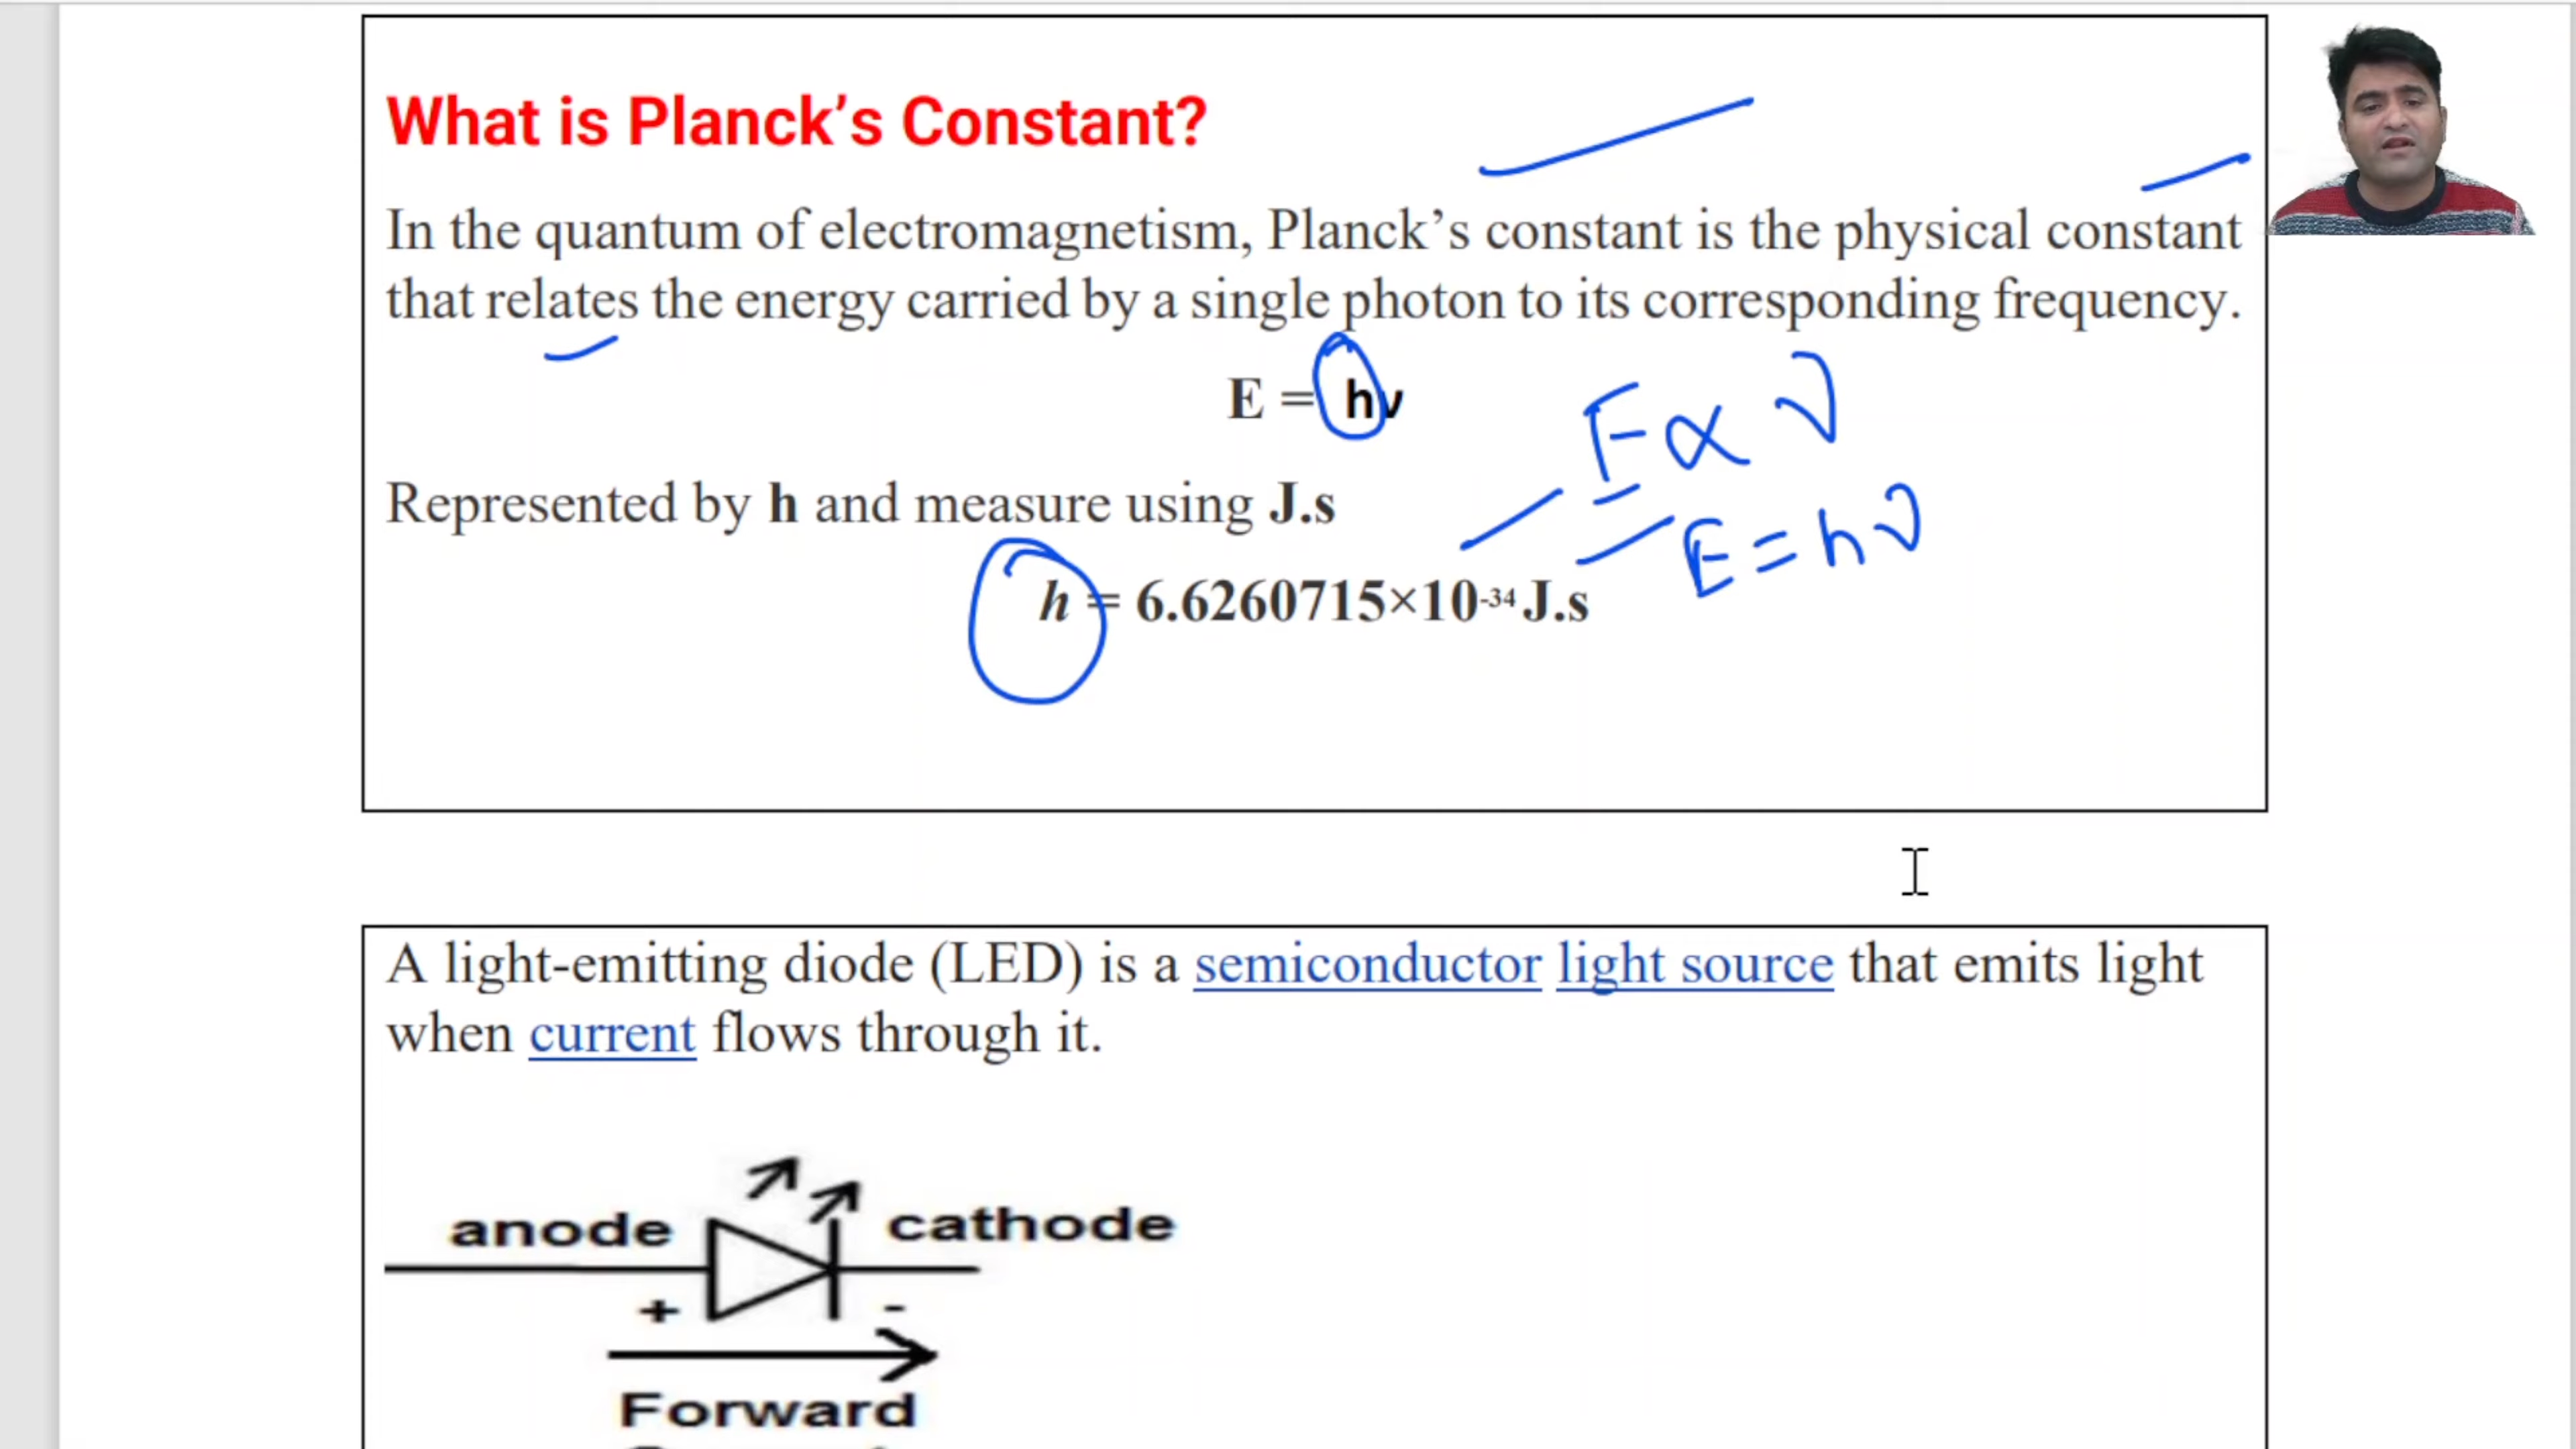 What is Planck’s Constant?
In the quantum of electromagnetism, Planck’s constant is the physical constant
that relates the energy carried by a single photon to its corresponding frequency.
E = hν
E ∝ ν
Represented by h and measure using J.s
E = hν
h = 6.6260715×10-34 J.s
A light-emitting diode (LED) is a semiconductor light source that emits light
when current flows through it.
anode
cathode
+ -
Forward